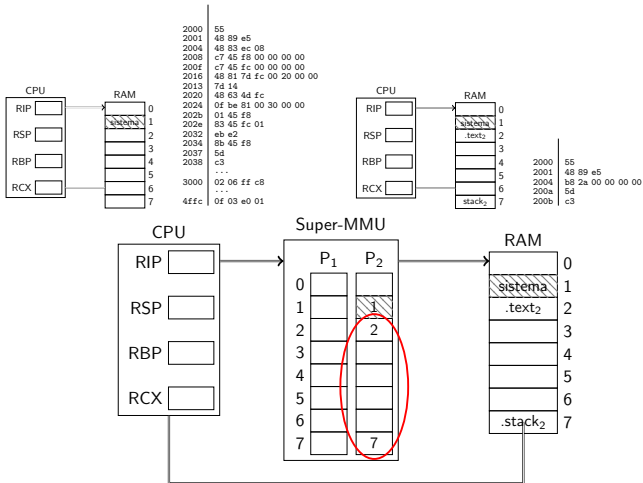 2000 55
2001 48 89 e5
2004 48 83 ec 08
2008 c7 45 f8 00 00 00 00
200f c7 45 fc 00 00 00 00
2016 48 81 7d fc 00 20 00 00
2013 7d 14
2020 48 63 4d fc
2024 0f be 81 00 30 00 00
202b 01 45 f8
202e 83 45 fc 01
2032 eb e2
2034 8b 45 f8
2037 5d
2038 c3
...
3000 02 06 ff c8
...
4ffc 0f 03 e0 01
CPU
RIP
RSP
RBP
RCX
RAM
0
sistema 1
2
3
4
5
6
7
CPU
RIP
RSP
RBP
RCX
RAM
0
sistema 1
.text2 2
3
4
5
6
stack2 7
2000 55
2001 48 89 e5
2004 b8 2a 00 00 00 00
200a 5d
200b c3
CPU
RIP
RSP
RBP
RCX
Super-MMU
P1 P2
0
1 1
2 2
3
4
5
6
7 7
RAM
0
sistema 1
.text2 2
3
4
5
6
.stack2 7